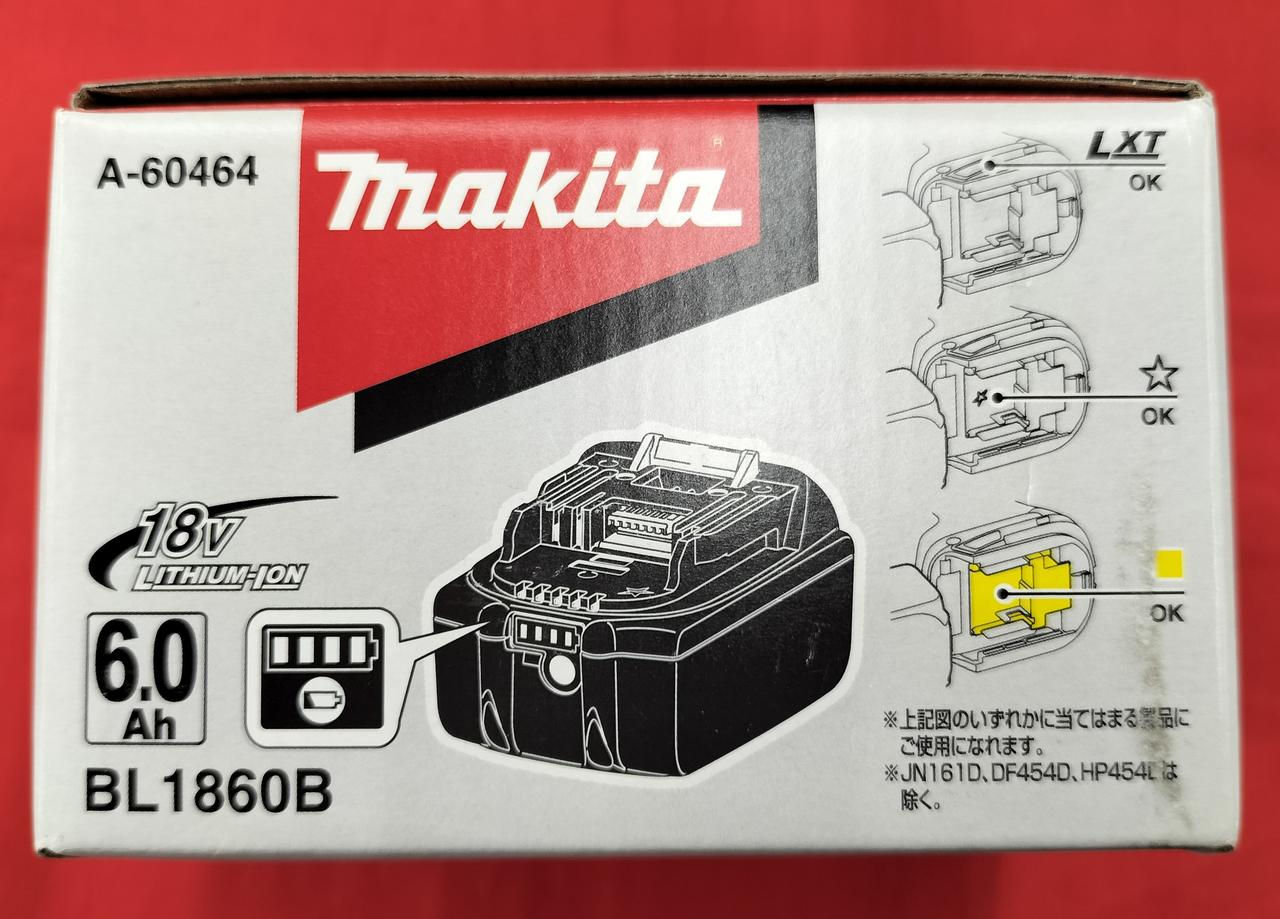 A-60464
makita®
LXT
OK
☆
OK
OK
18V
LITHIUM-ION
6.0
Ah
BL1860B
※上記図のいずれかに当てはまる製品に
ご使用になれます。
※JN161D、DF454D、HP454Dは
除く。